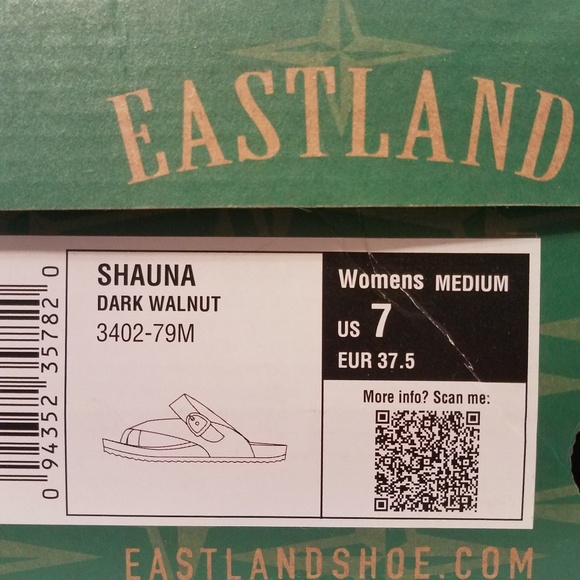 EASTLAND
SHAUNA
DARK WALNUT
3402-79M
Womens MEDIUM
US 7
EUR 37.5
More info? Scan me:
0 94352 35782 0
EASTLANDSHOE.COM